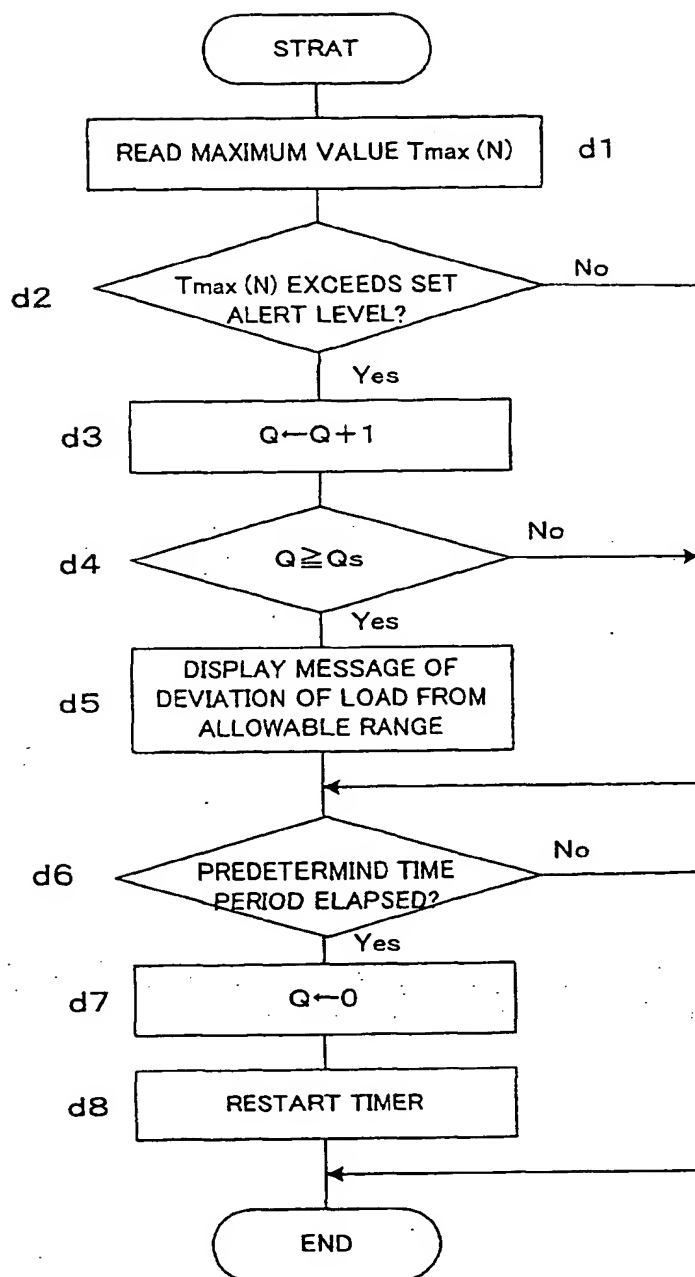 STRAT
READ MAXIMUM VALUE Tmax (N)
d1
d2
Tmax (N) EXCEEDS SET
ALERT LEVEL?
No
Yes
d3
Q←Q+1
d4
Q≧Qs
No
Yes
d5
DISPLAY MESSAGE OF
DEVIATION OF LOAD FROM
ALLOWABLE RANGE
d6
PREDETERMIND TIME
PERIOD ELAPSED?
No
Yes
d7
Q←0
d8
RESTART TIMER
END